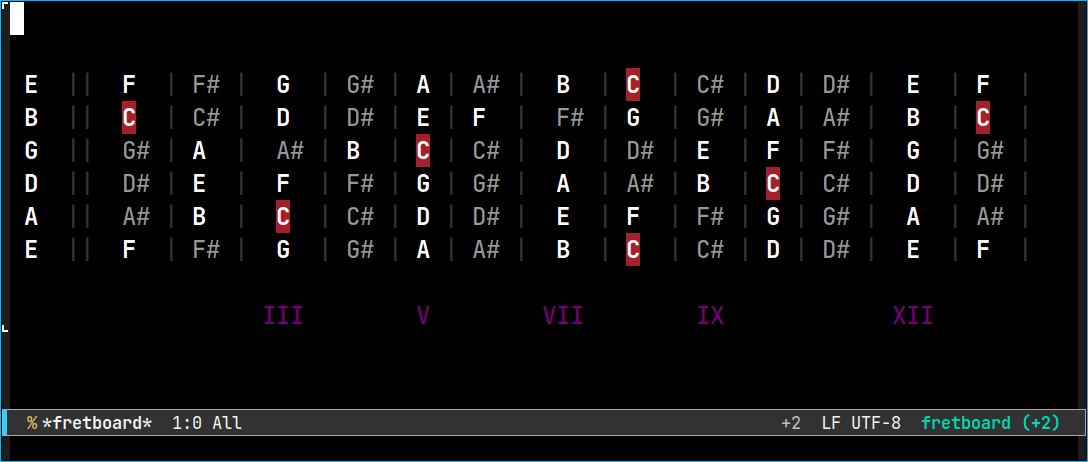 E || F | F# | G | G# | A | A# | B | C | C# | D | D# | E | F |
B || C | C# | D | D# | E | F | F# | G | G# | A | A# | B | C |
G || G# | A | A# | B | C | C# | D | D# | E | F | F# | G | G# |
D || D# | E | F | F# | G | G# | A | A# | B | C | C# | D | D# |
A || A# | B | C | C# | D | D# | E | F | F# | G | G# | A | A# |
E || F | F# | G | G# | A | A# | B | C | C# | D | D# | E | F |
III V VII IX XII
% *fretboard* 1:0 All +2 LF UTF-8 fretboard (+2)